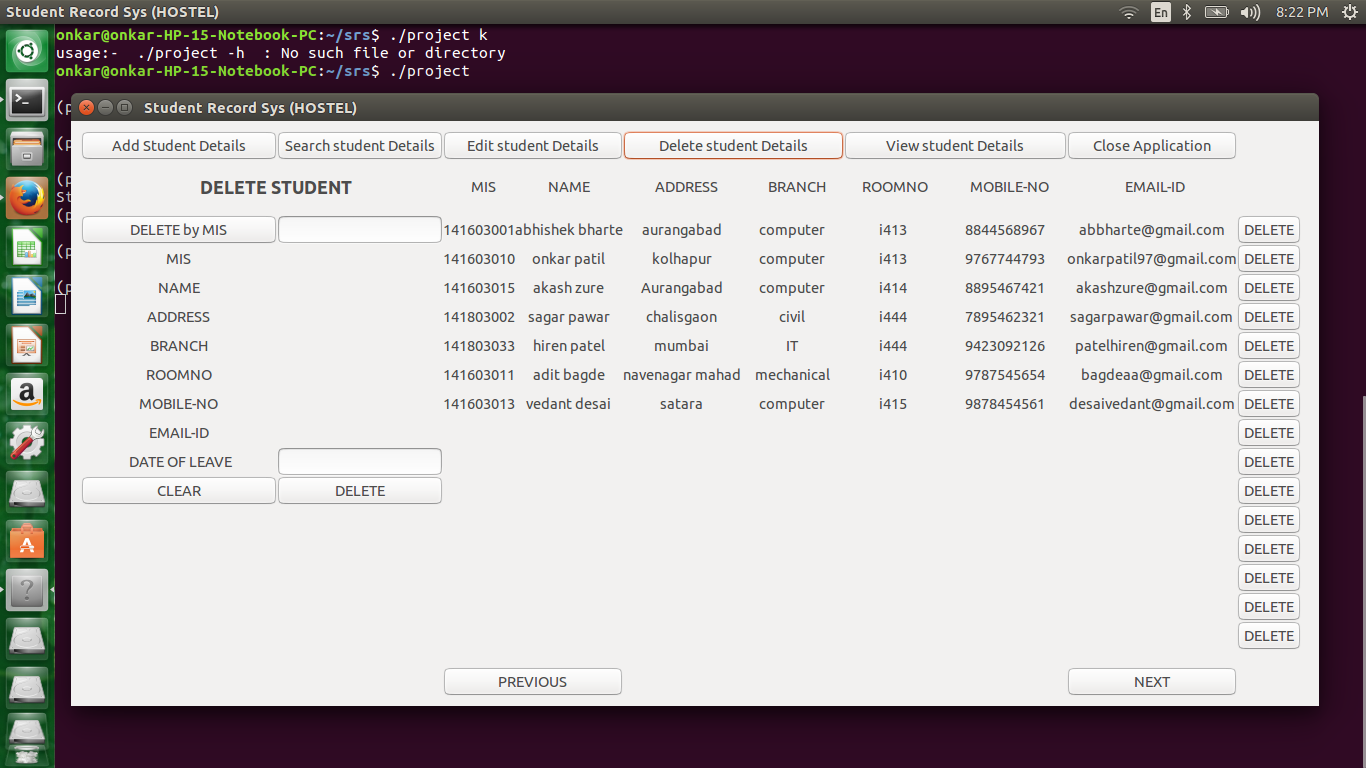 Student Record Sys (HOSTEL) En 8:22 PM
onkar@onkar-HP-15-Notebook-PC:~/srs$ ./project k
usage:- ./project -h : No such file or directory
onkar@onkar-HP-15-Notebook-PC:~/srs$ ./project
(p
Student Record Sys (HOSTEL)
Add Student Details Search student Details Edit student Details Delete student Details View student Details Close Application
(p
(p
DELETE STUDENT MIS NAME ADDRESS BRANCH ROOMNO MOBILE-NO EMAIL-ID
St
(p
DELETE by MIS 141603001 abhishek bharte aurangabad computer i413 8844568967 abbharte@gmail.com DELETE
(p
MIS 141603010 onkar patil kolhapur computer i413 9767744793 onkarpatil97@gmail.com DELETE
(p
NAME 141603015 akash zure Aurangabad computer i414 8895467421 akashzure@gmail.com DELETE
ADDRESS 141803002 sagar pawar chalisgaon civil i444 7895462321 sagarpawar@gmail.com DELETE
BRANCH 141803033 hiren patel mumbai IT i444 9423092126 patelhiren@gmail.com DELETE
ROOMNO 141603011 adit bagde navenagar mahad mechanical i410 9787545654 bagdeaa@gmail.com DELETE
MOBILE-NO 141603013 vedant desai satara computer i415 9878454561 desaivedant@gmail.com DELETE
EMAIL-ID DELETE
DATE OF LEAVE DELETE
CLEAR DELETE DELETE
DELETE
DELETE
DELETE
DELETE
DELETE
PREVIOUS NEXT